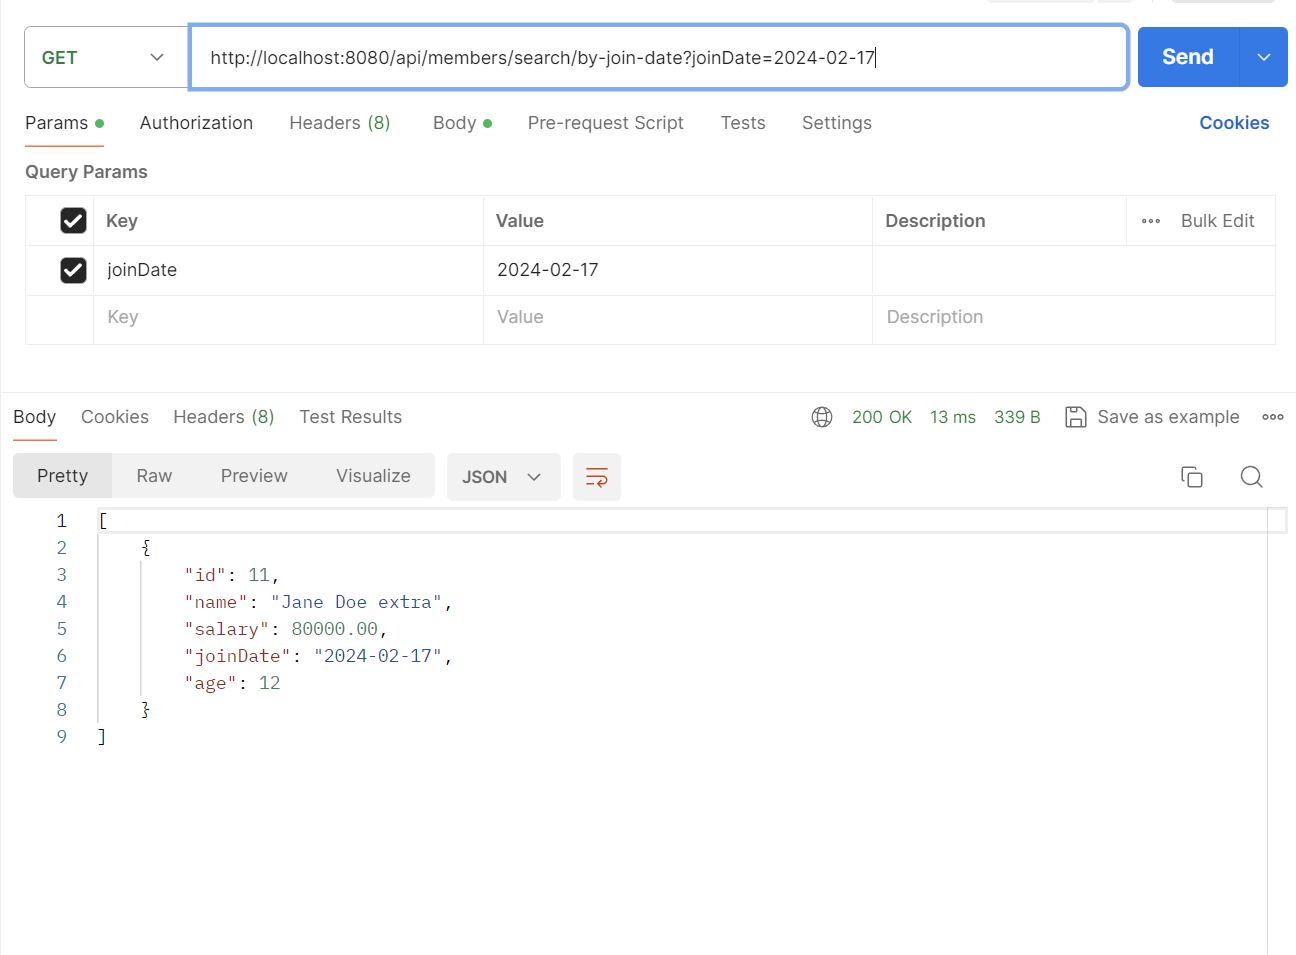 GET http://localhost:8080/api/members/search/by-join-date?joinDate=2024-02-17 Send
Params Authorization Headers (8) Body Pre-request Script Tests Settings Cookies
Query Params
Key Value Description Bulk Edit
joinDate 2024-02-17
Key Value Description
Body Cookies Headers (8) Test Results 200 OK 13 ms 339 B Save as example
Pretty Raw Preview Visualize JSON
1 [
2 {
3 "id": 11,
4 "name": "Jane Doe extra",
5 "salary": 80000.00,
6 "joinDate": "2024-02-17",
7 "age": 12
8 }
9 ]